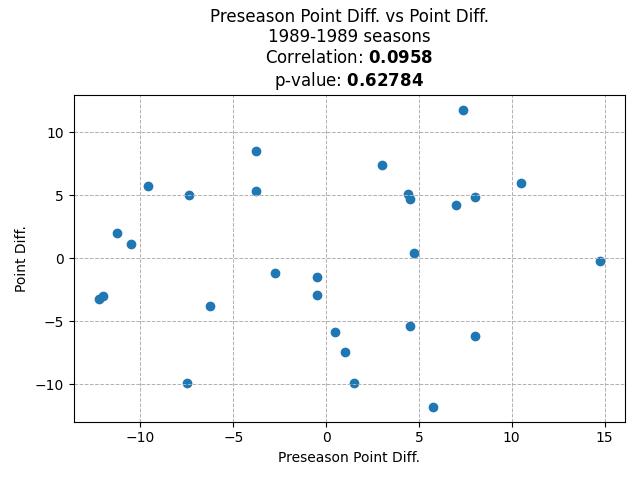 Preseason Point Diff. vs Point Diff.
1989-1989 seasons
Correlation: 0.0958
p-value: 0.62784
Point Diff.
10
5
0
−5
−10
−10
−5
0
5
10
15
Preseason Point Diff.